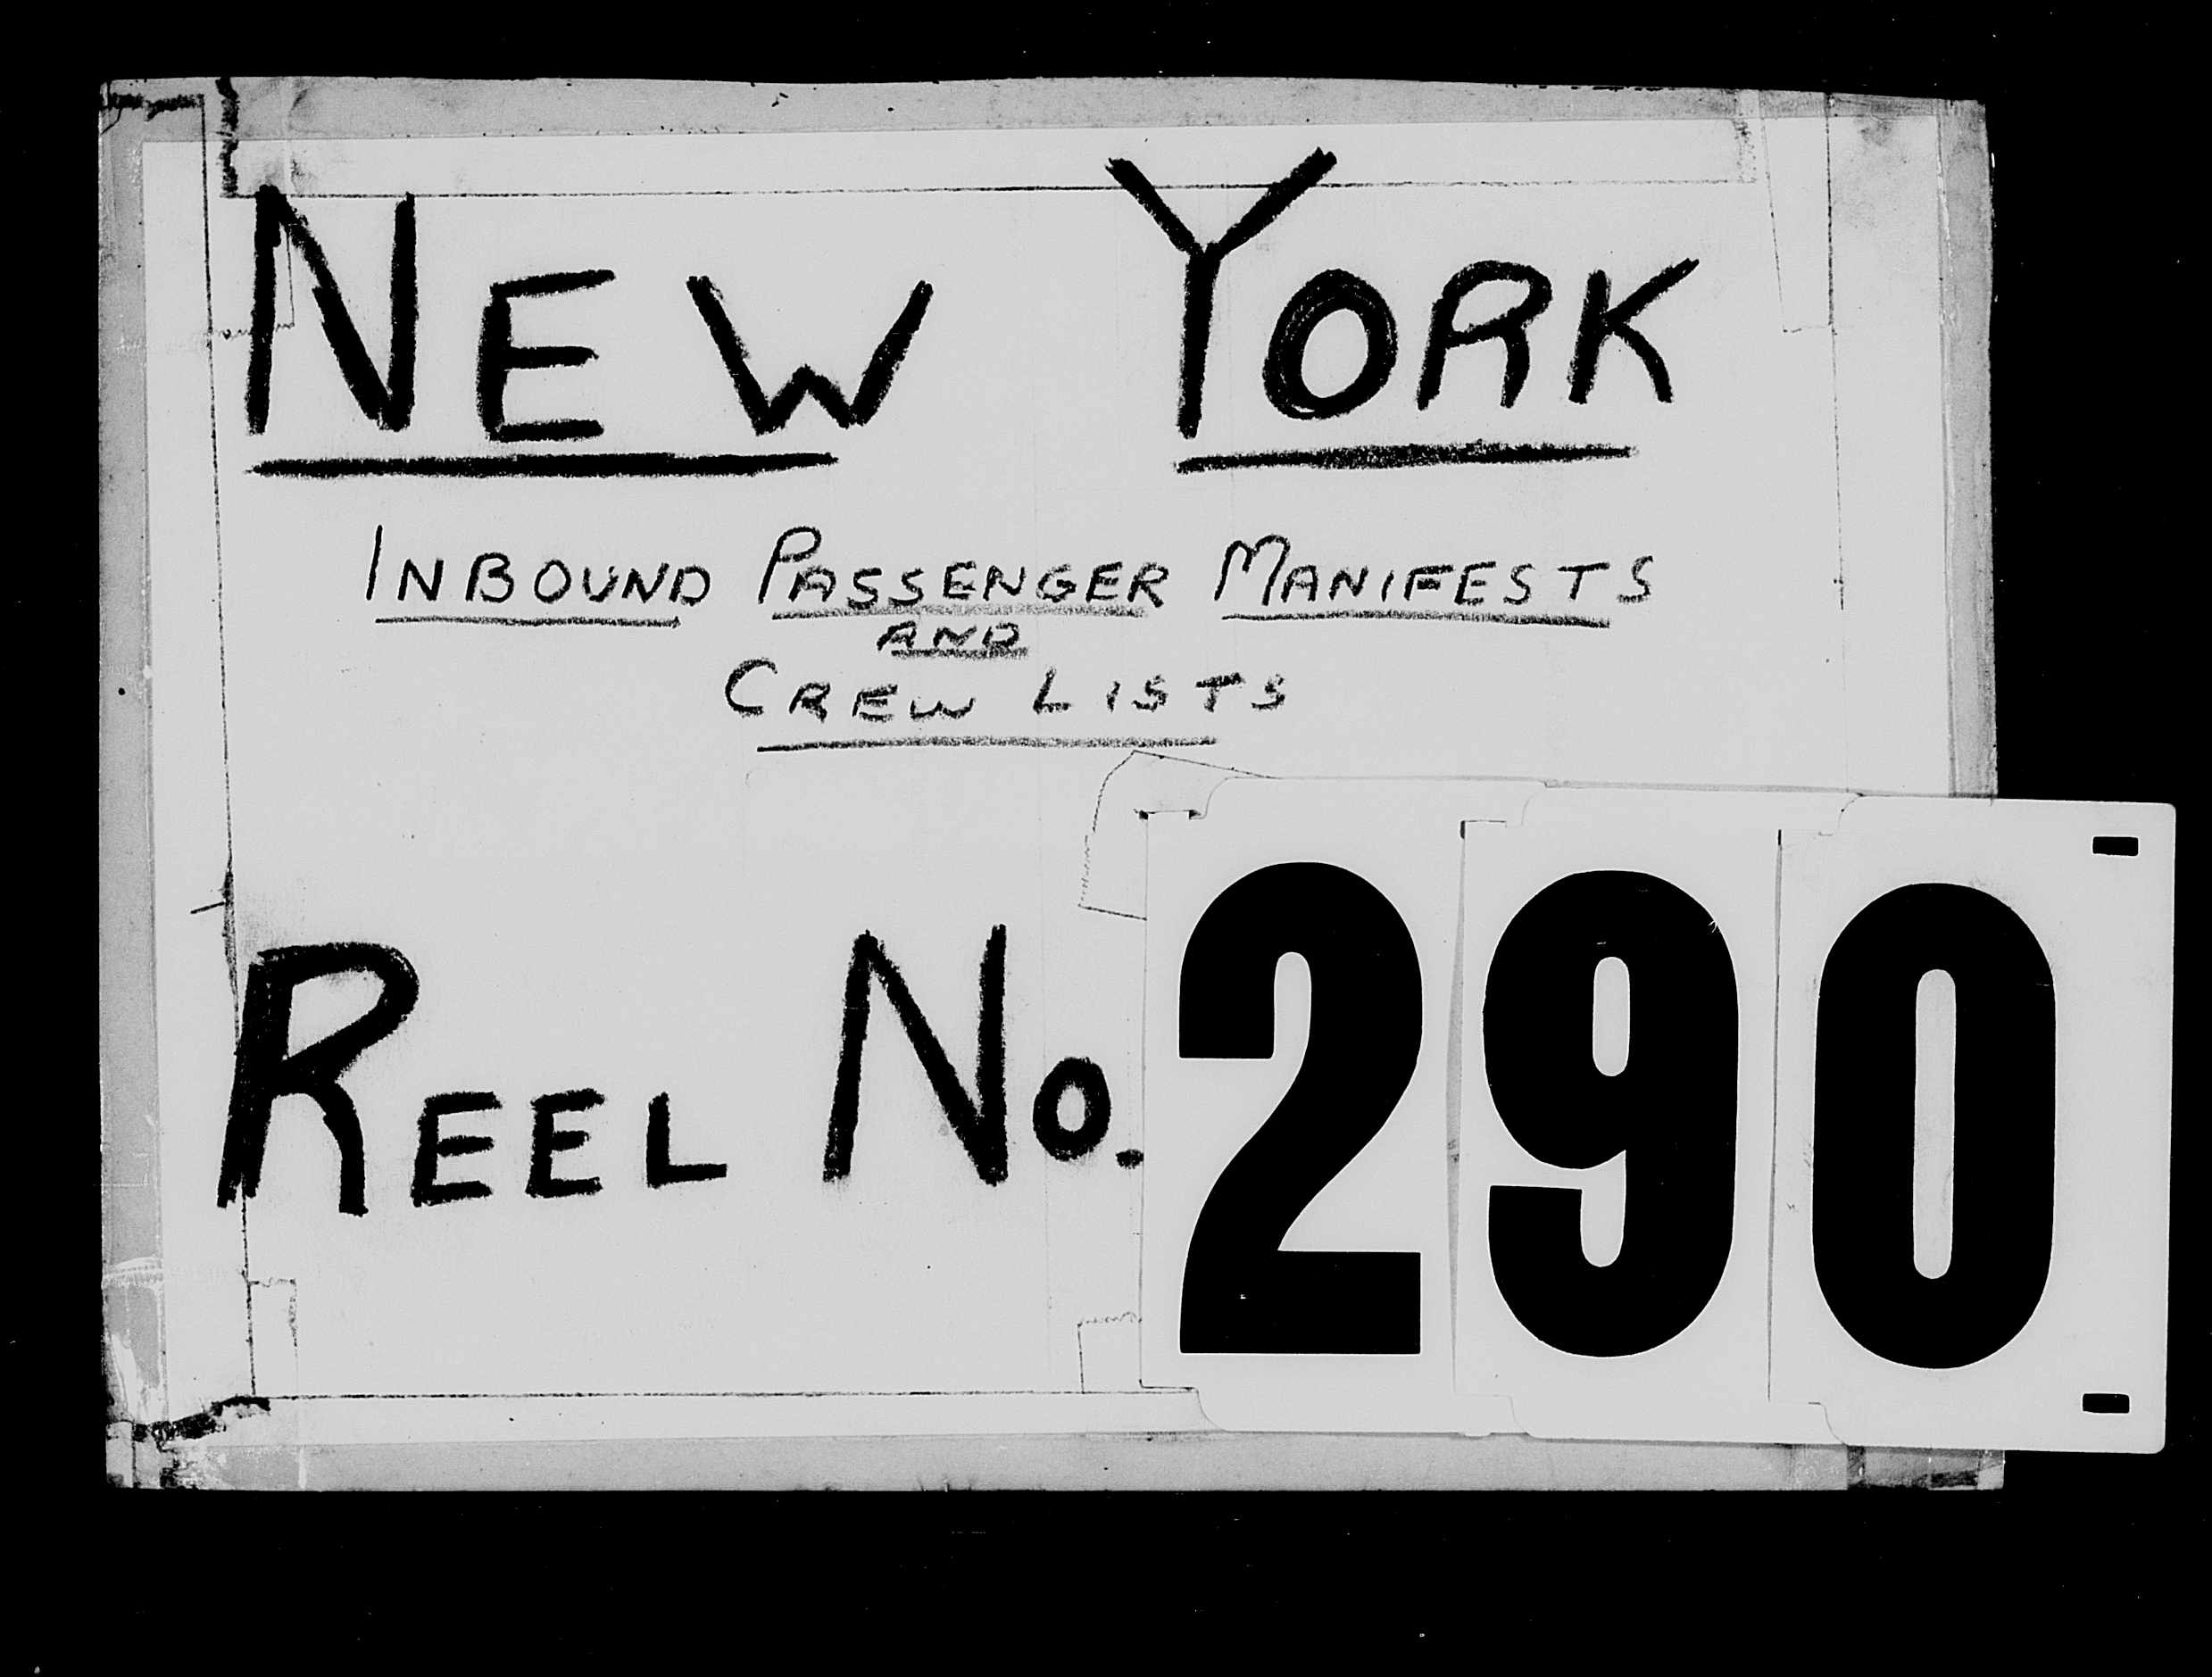 NEW YORK
INBOUND PASSENGER MANIFESTS
AND
CREW LISTS
REEL No. 290